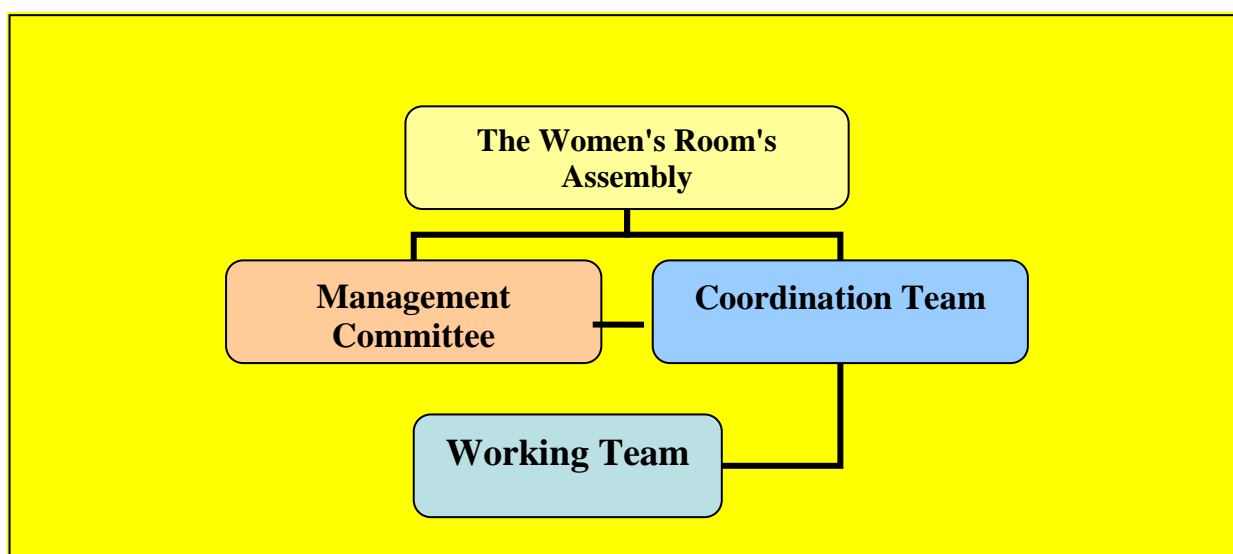 The Women's Room's
Assembly
Management
Committee
Coordination Team
Working Team